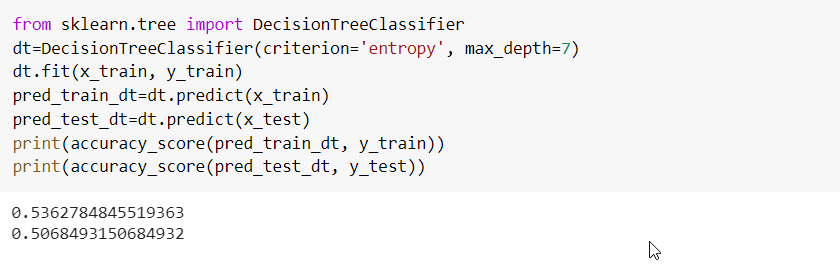 from sklearn.tree import DecisionTreeClassifier
dt=DecisionTreeClassifier(criterion='entropy', max_depth=7)
dt.fit(x_train, y_train)
pred_train_dt=dt.predict(x_train)
pred_test_dt=dt.predict(x_test)
print(accuracy_score(pred_train_dt, y_train))
print(accuracy_score(pred_test_dt, y_test))
0.5362784845519363
0.5068493150684932